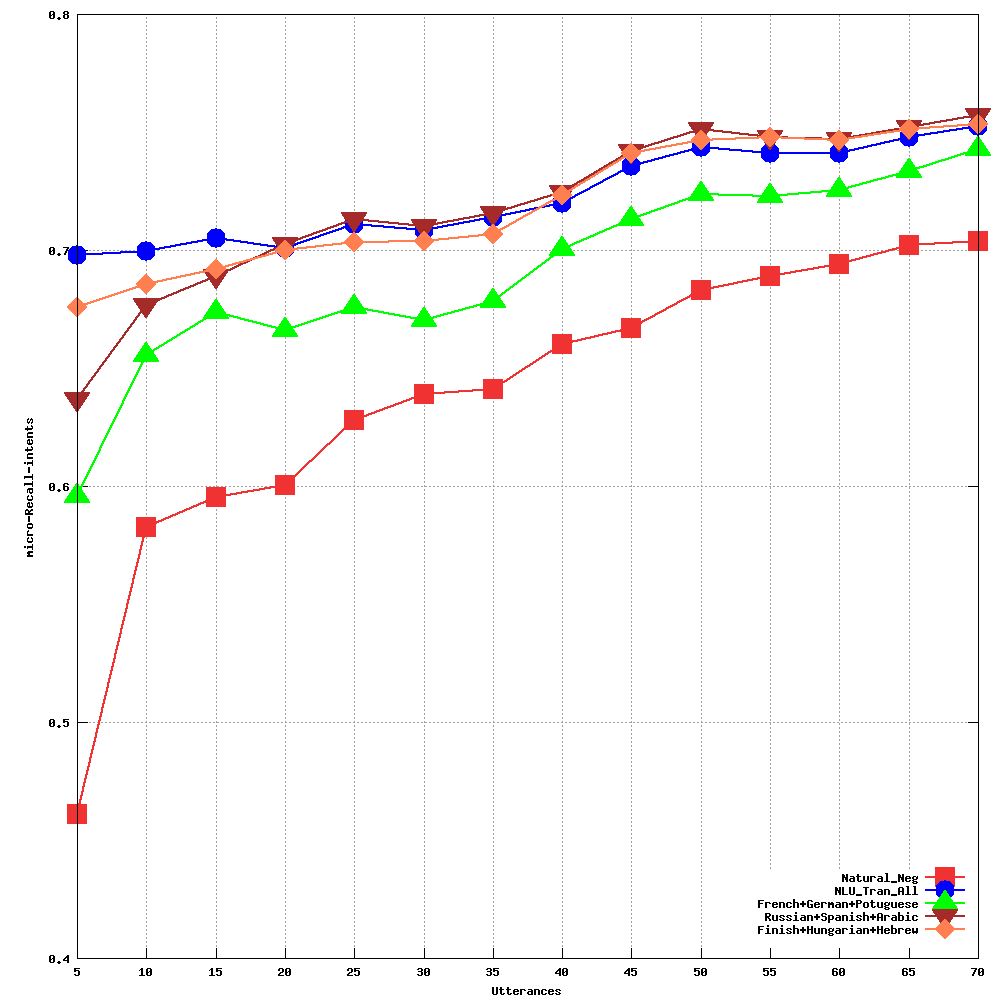 0.8
0.7
0.6
0.5
0.4
micro-Recall-intents
Natural_Neg
NLU_Tran_All
French+German+Potuguese
Russian+Spanish+Arabic
Finish+Hungarian+Hebrew
5 10 15 20 25 30 35 40 45 50 55 60 65 70
Utterances